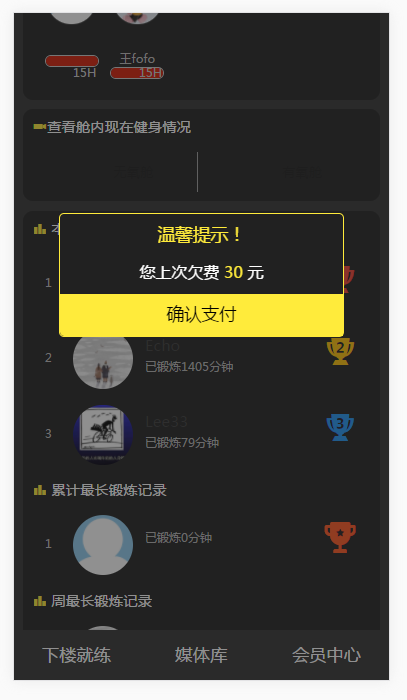 王fofo
15H
15H
查看舱内现在健身情况
本
温馨提示！
您上次欠费 30 元
确认支付
1
2
Echo
已锻炼1405分钟
2
3
Lee33
已锻炼79分钟
3
累计最长锻炼记录
1
已锻炼0分钟
周最长锻炼记录
下楼就练
媒体库
会员中心